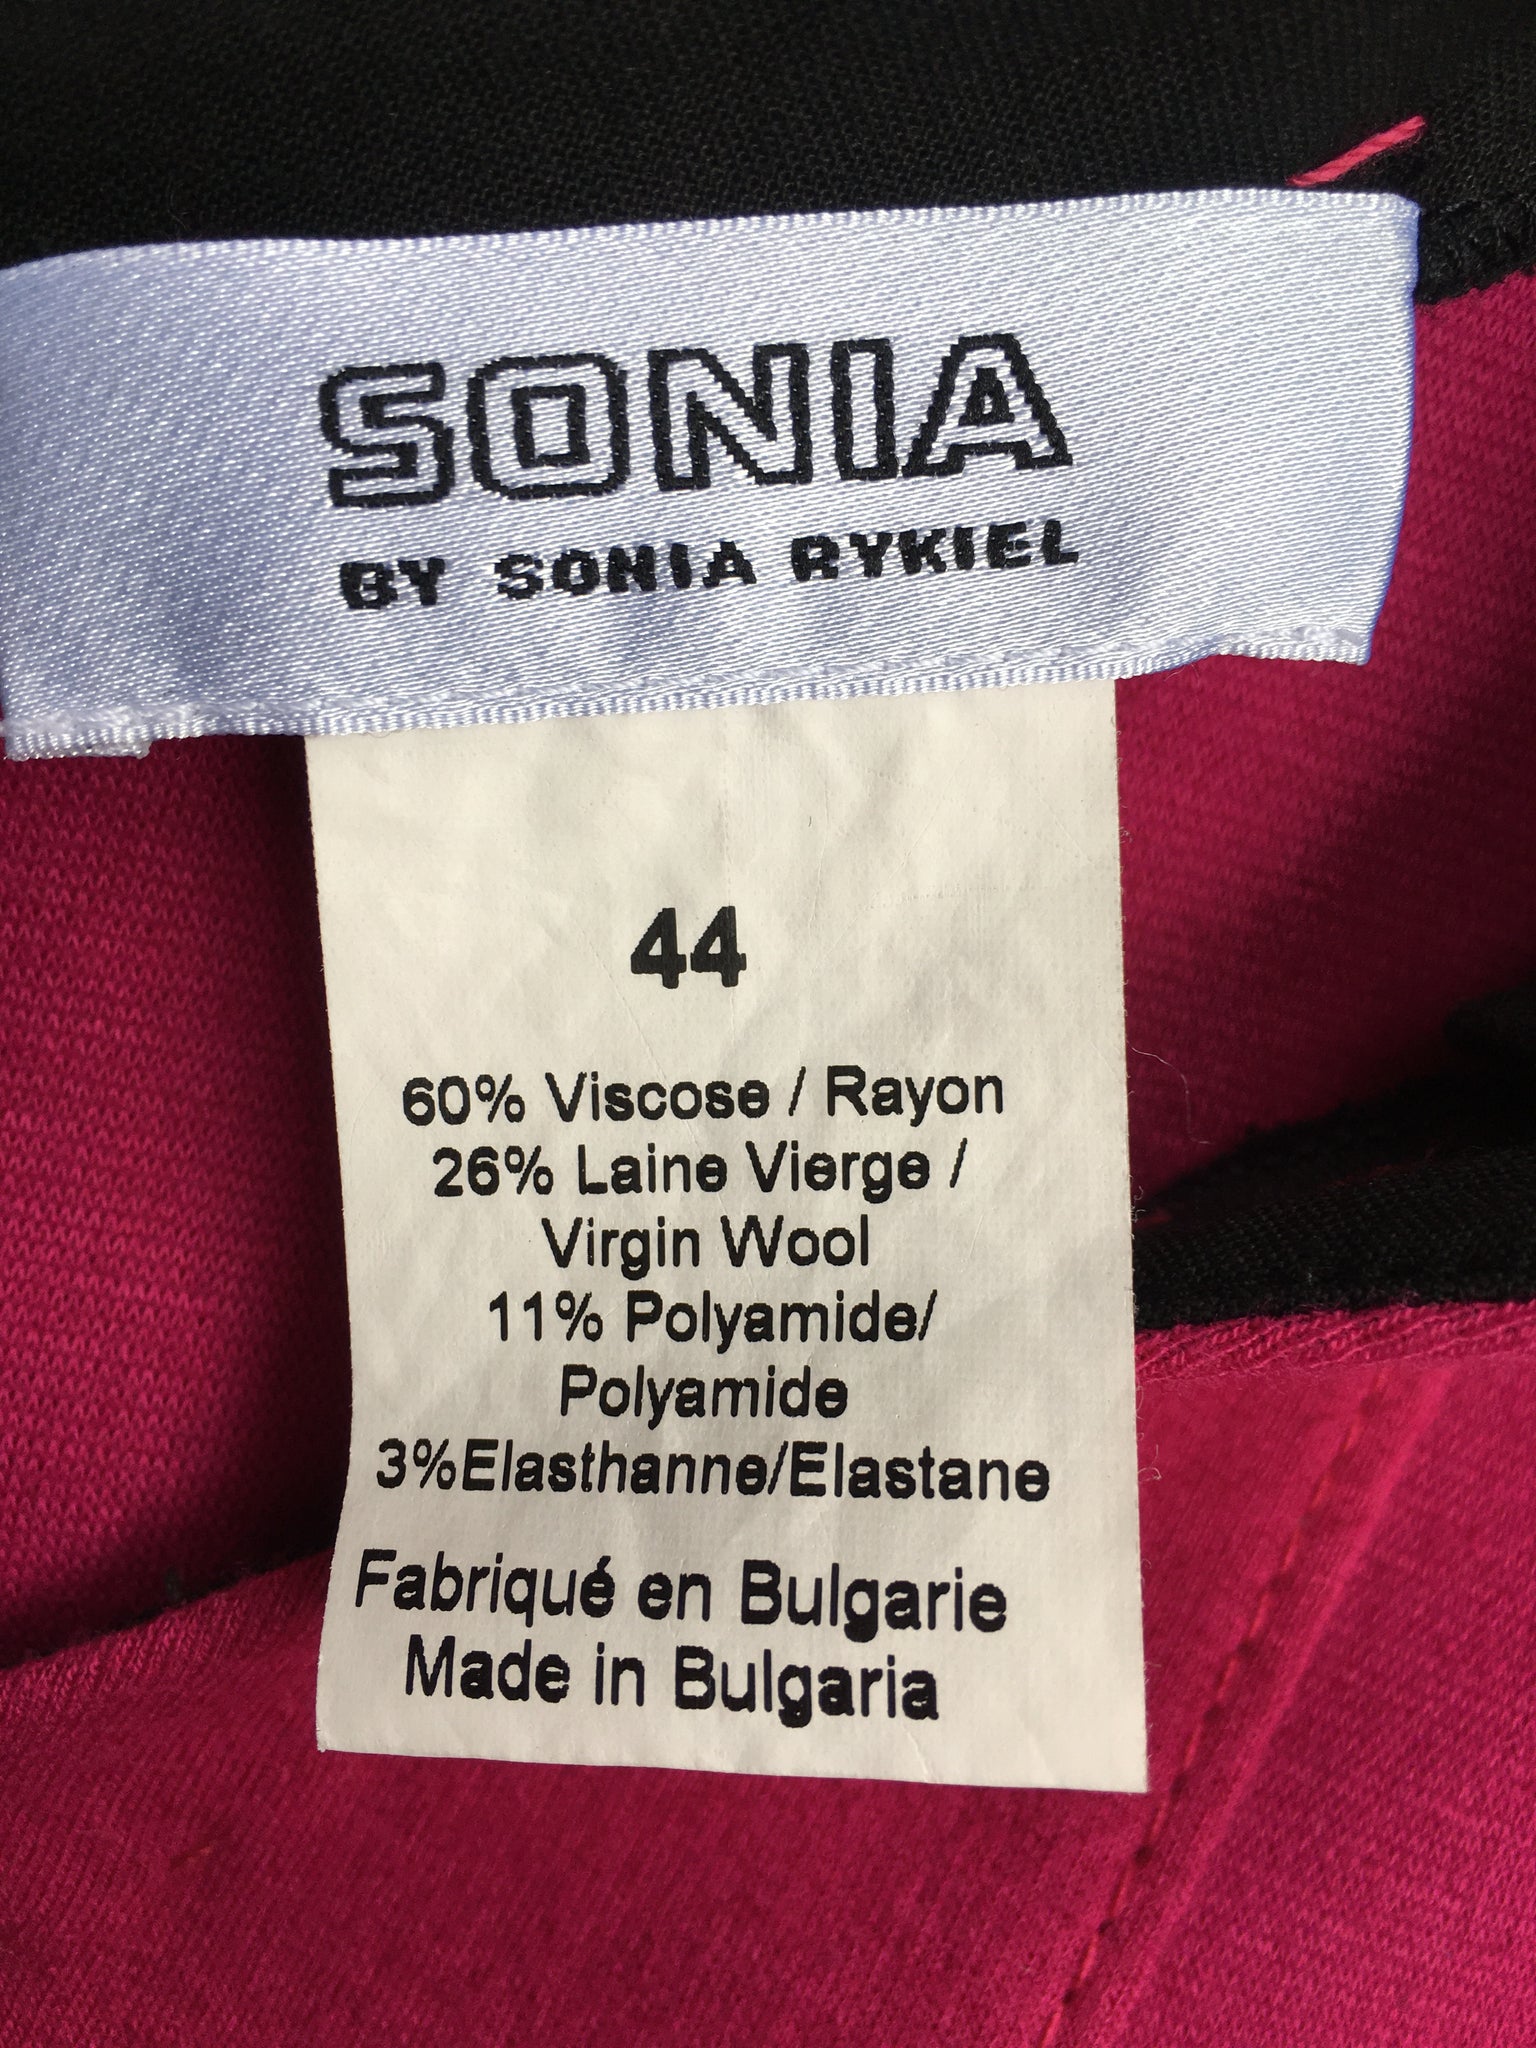 SONIA
BY SONIA RYKIEL
44
60% Viscose / Rayon
26% Laine Vierge /
Virgin Wool
11% Polyamide/
Polyamide
3%Elasthanne/Elastane
Fabriqué en Bulgarie
Made in Bulgaria